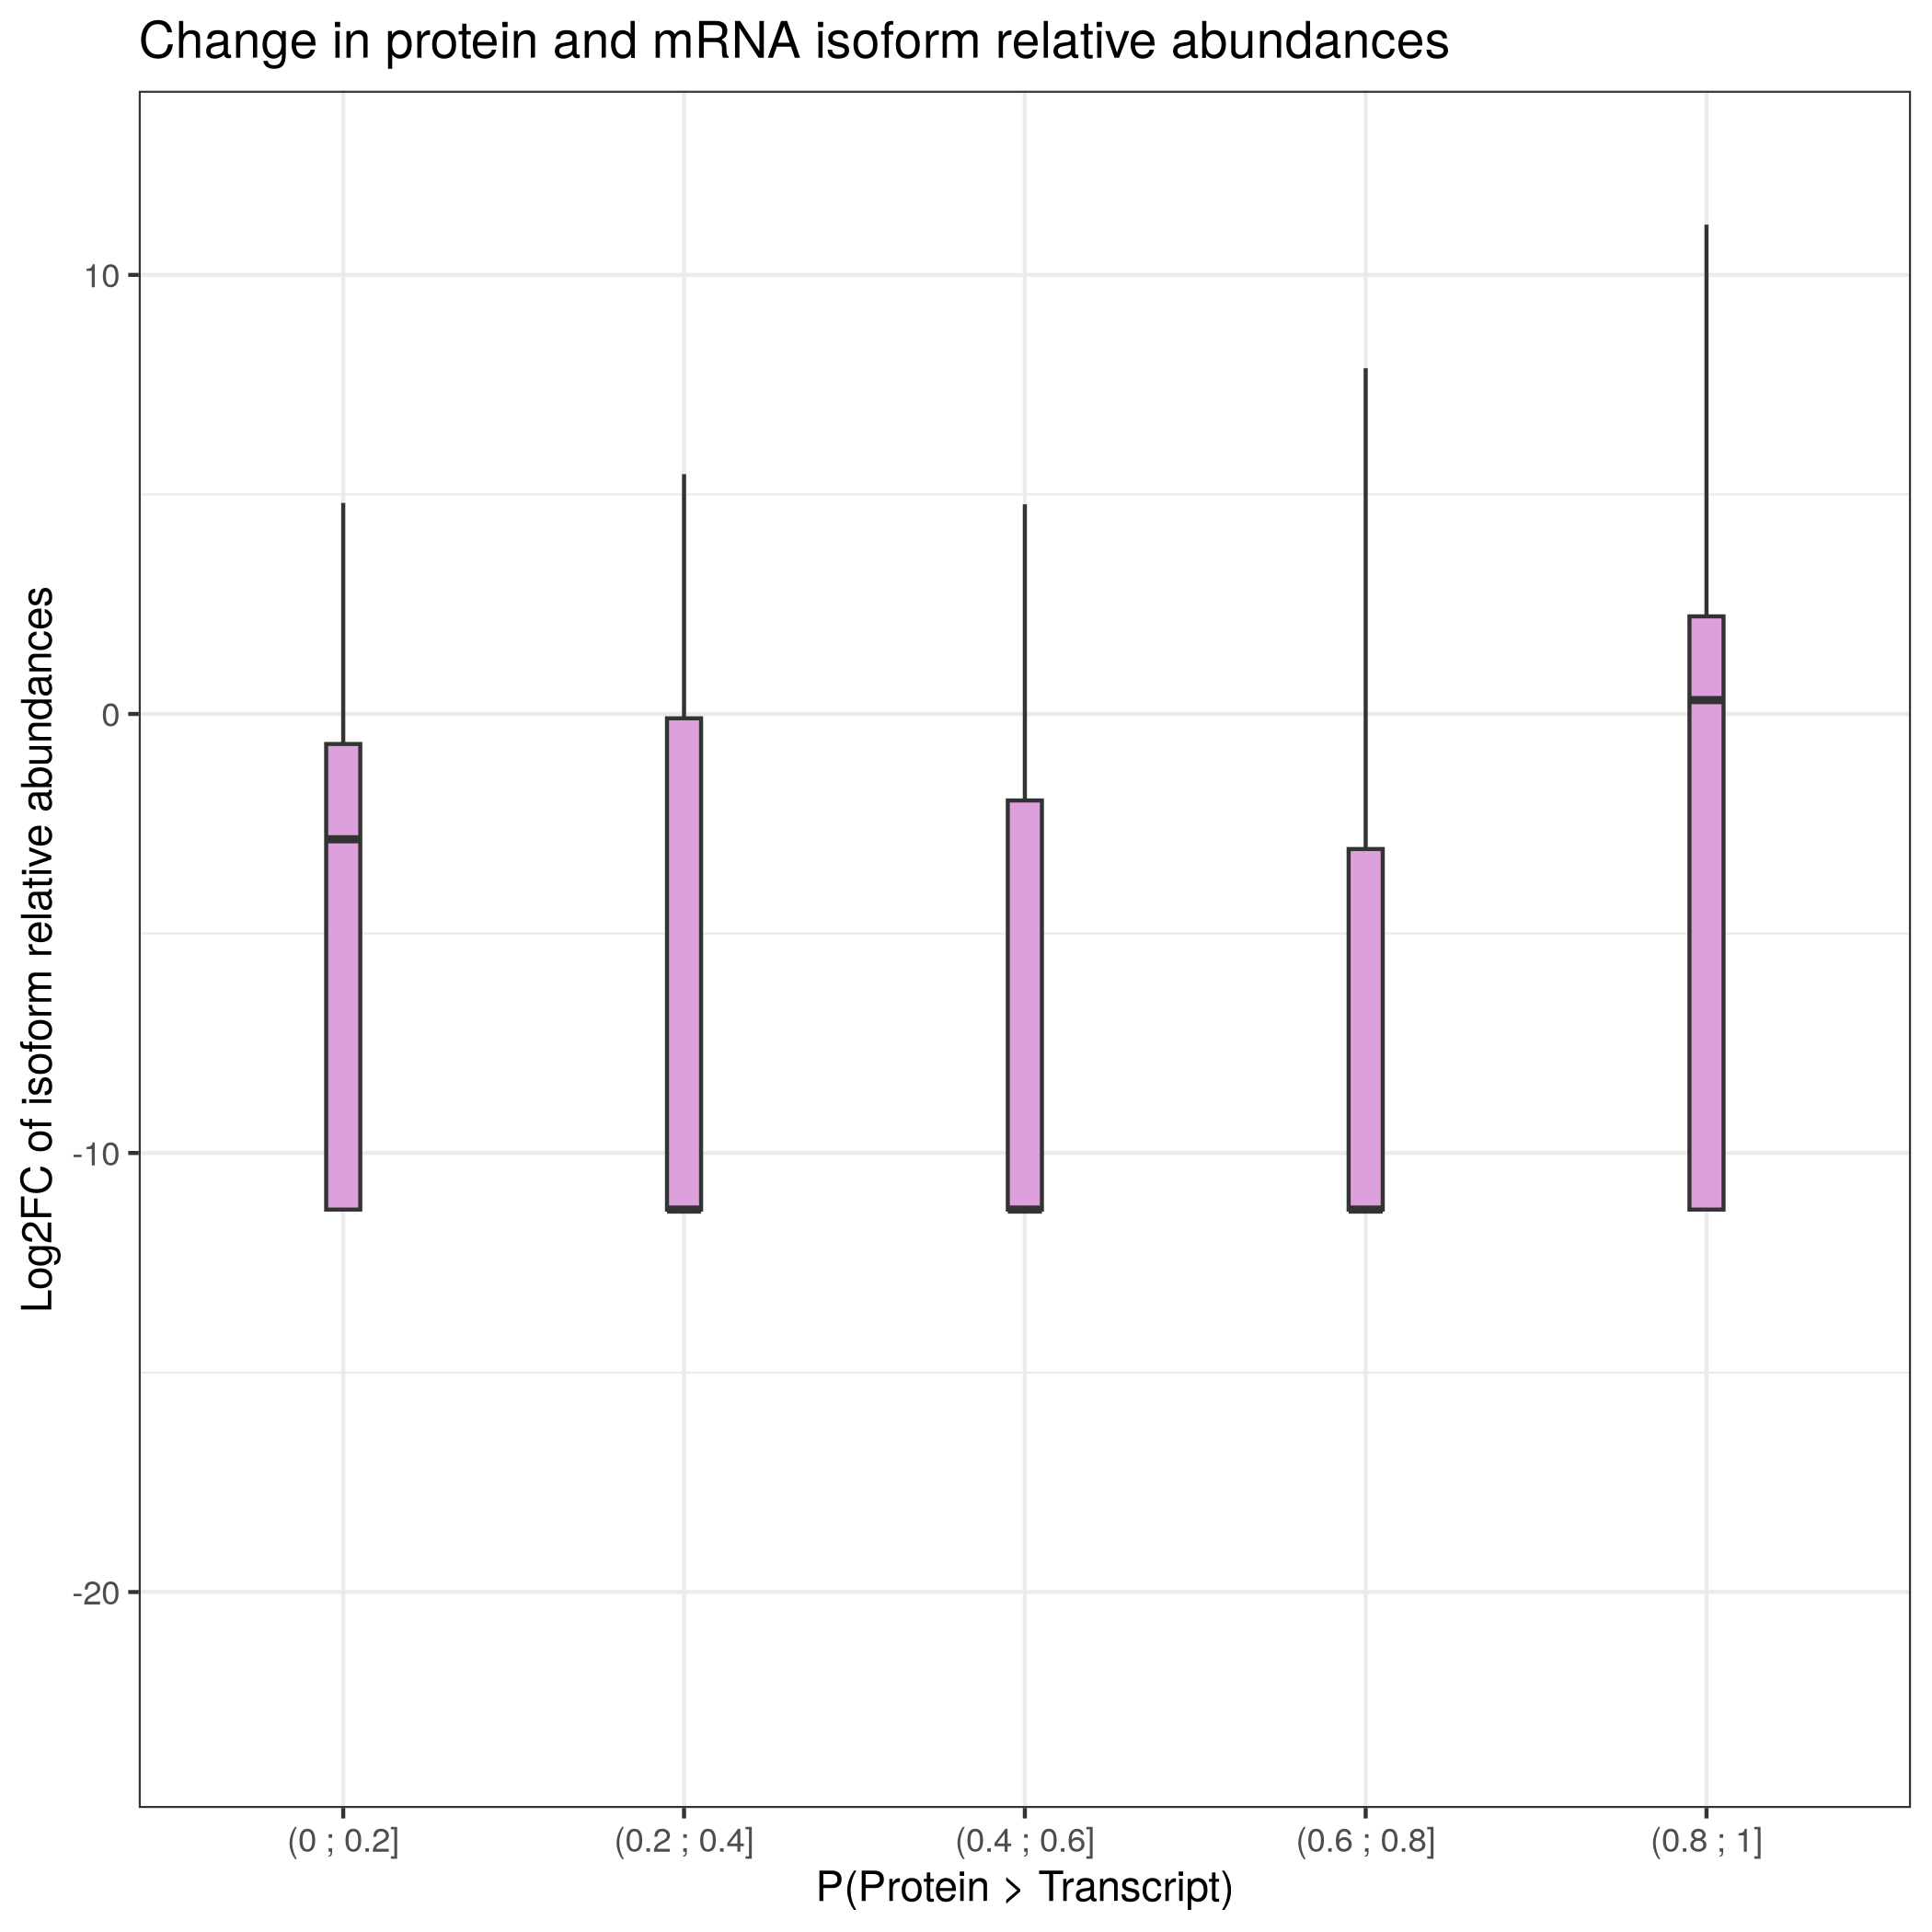 Change in protein and mRNA isoform relative abundances
Log2FC of isoform relative abundances
10
0
-10
-20
(0 ; 0.2]
(0.2 ; 0.4]
(0.4 ; 0.6]
(0.6 ; 0.8]
(0.8 ; 1]
P(Protein > Transcript)